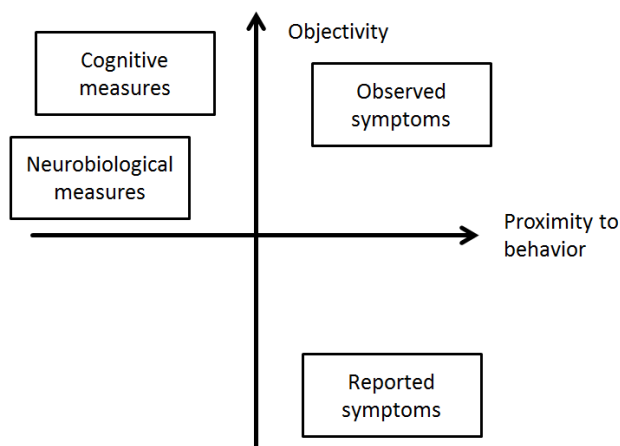 Objectivity
Cognitive
measures
Observed
symptoms
Neurobiological
measures
Proximity to
behavior
Reported
symptoms